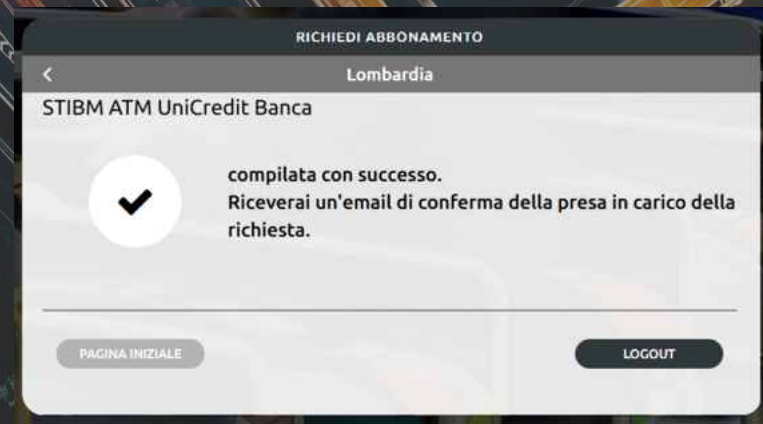 RICHIEDI ABBONAMENTO
Lombardia
STIBM ATM UniCredit Banca
compilata con successo.
Riceverai un'email di conferma della presa in carico della
richiesta.
PAGINA INIZIALE
LOGOUT